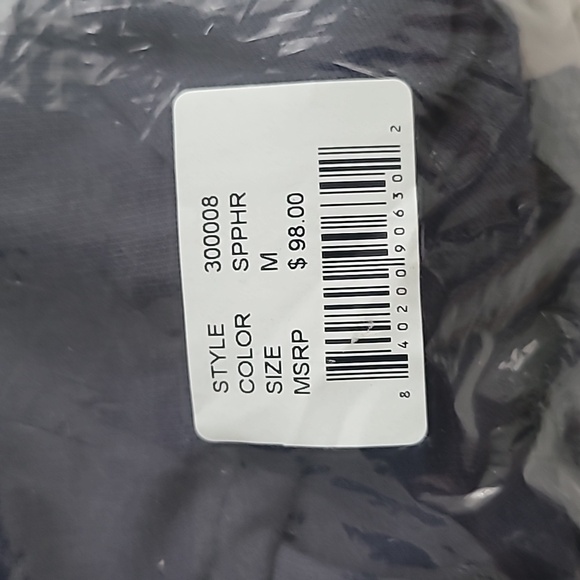 STYLE 300008
COLOR SPPHR
SIZE M
MSRP $ 98.00
8 40200 90630 2